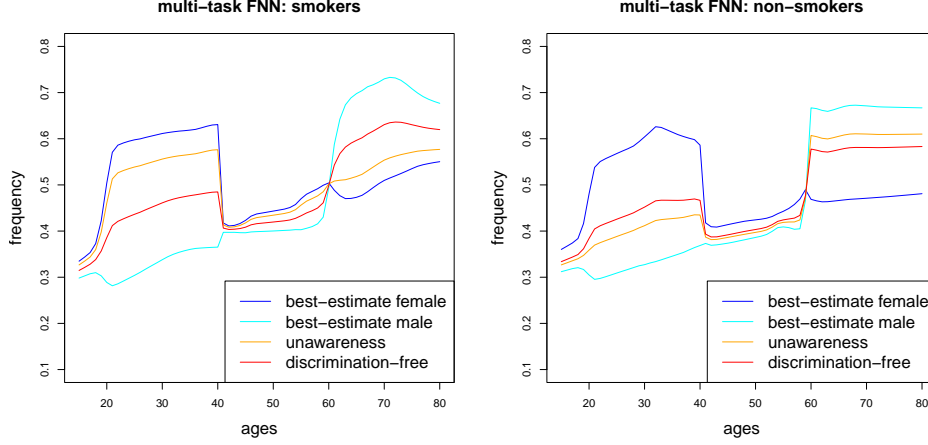 multi−task FNN: smokers
frequency
0.8
0.7
0.6
0.5
0.4
0.3
0.2
0.1
best−estimate female
best−estimate male
unawareness
discrimination−free
20 30 40 50 60 70 80
ages
multi−task FNN: non−smokers
frequency
0.8
0.7
0.6
0.5
0.4
0.3
0.2
0.1
best−estimate female
best−estimate male
unawareness
discrimination−free
20 30 40 50 60 70 80
ages